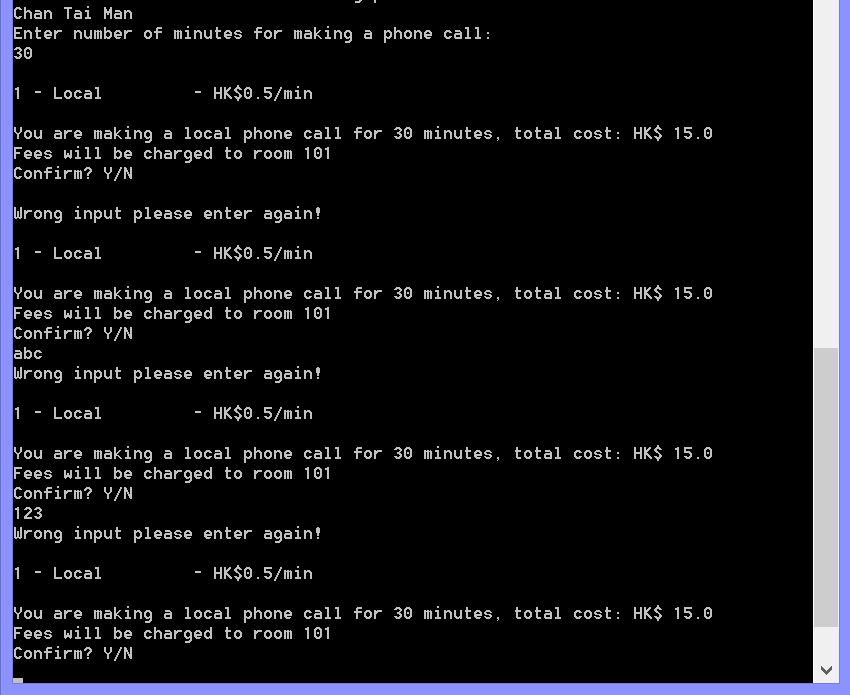 Chan Tai Man
Enter number of minutes for making a phone call:
30
1 - Local         - HK$0.5/min
You are making a local phone call for 30 minutes, total cost: HK$ 15.0
Fees will be charged to room 101
Confirm? Y/N
Wrong input please enter again!
1 - Local         - HK$0.5/min
You are making a local phone call for 30 minutes, total cost: HK$ 15.0
Fees will be charged to room 101
Confirm? Y/N
abc
Wrong input please enter again!
1 - Local         - HK$0.5/min
You are making a local phone call for 30 minutes, total cost: HK$ 15.0
Fees will be charged to room 101
Confirm? Y/N
123
Wrong input please enter again!
1 - Local         - HK$0.5/min
You are making a local phone call for 30 minutes, total cost: HK$ 15.0
Fees will be charged to room 101
Confirm? Y/N